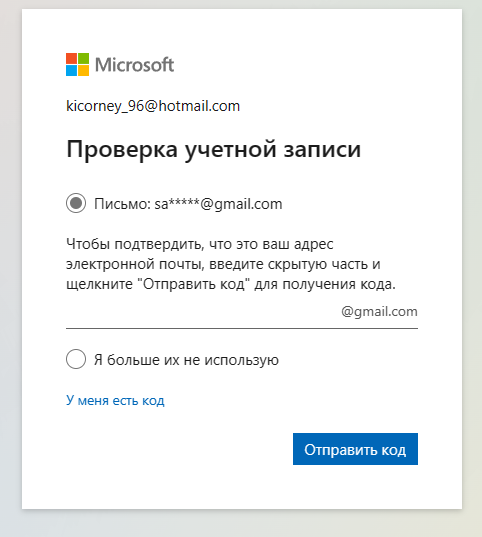 Microsoft
kicorney_96@hotmail.com
Проверка учетной записи
Письмо: sa*****@gmail.com
Чтобы подтвердить, что это ваш адрес
электронной почты, введите скрытую часть и
щелкните "Отправить код" для получения кода.
@gmail.com
Я больше их не использую
У меня есть код
Отправить код